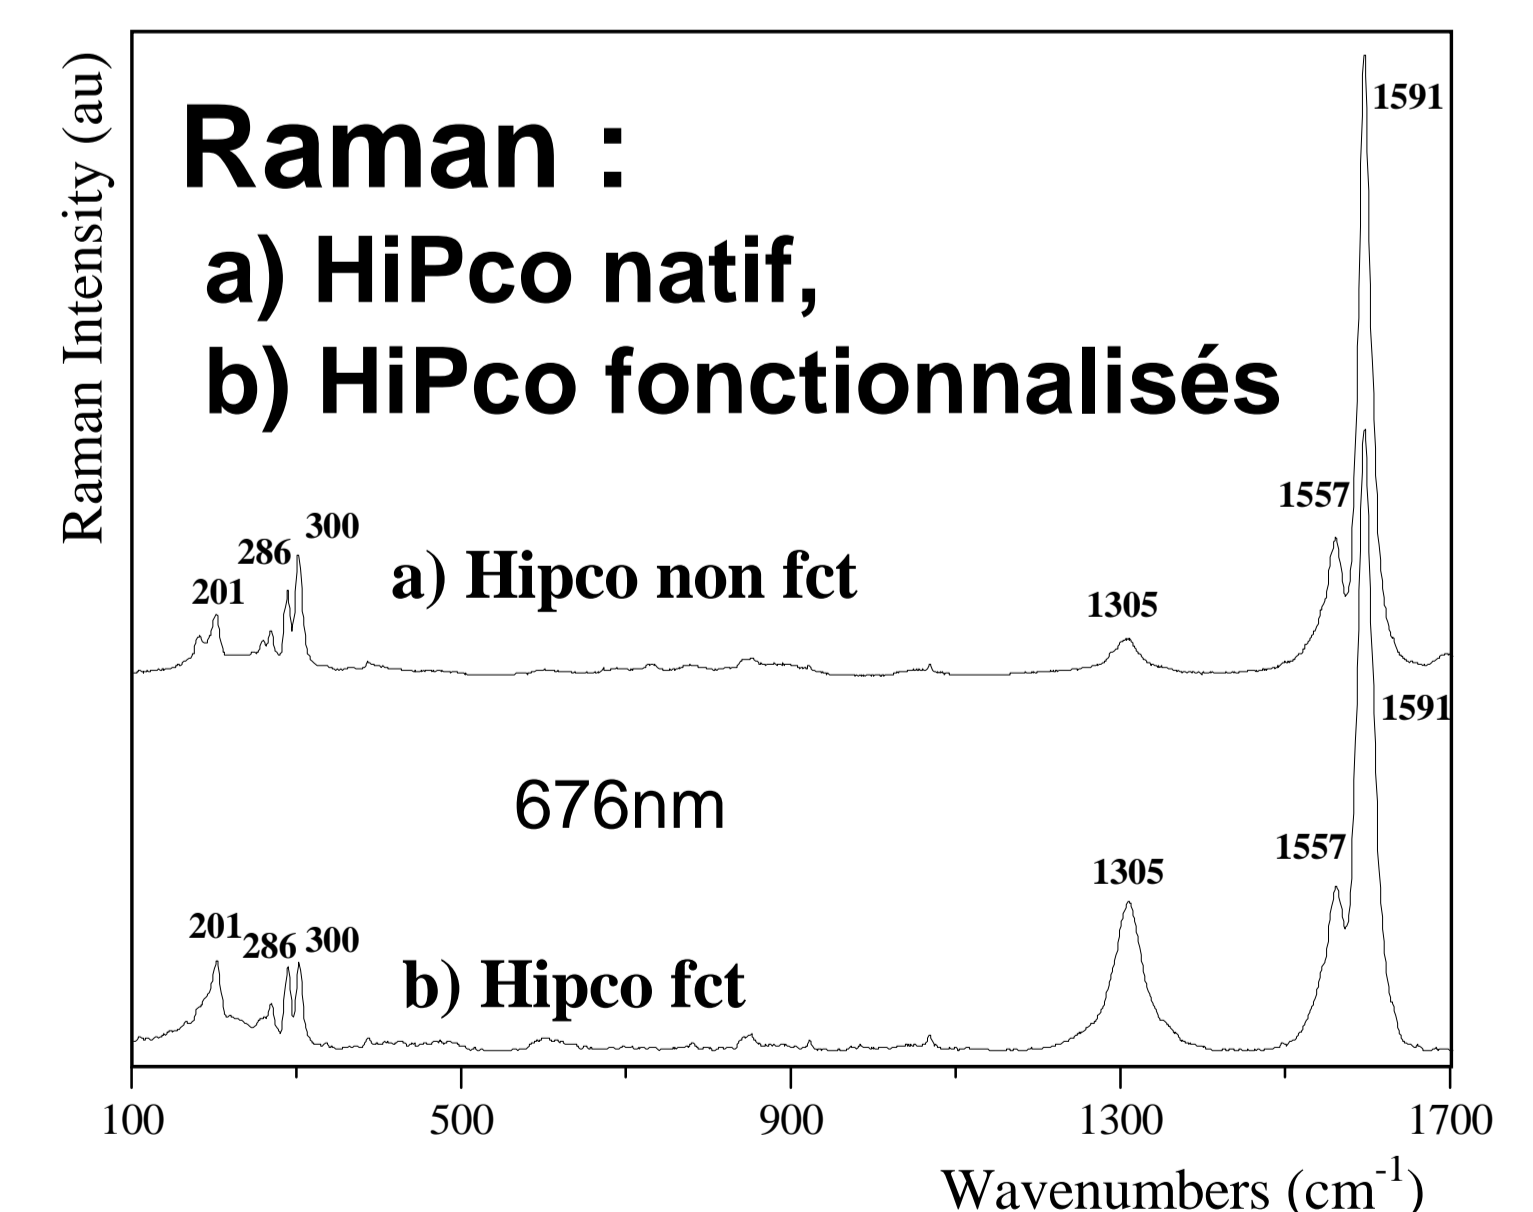 Raman Intensity (au)
Raman :
a) HiPco natif,
b) HiPco fonctionnalisés
1591
1557
300
286
201
a) Hipco non fct
1305
1591
676nm
1557
1305
201
286
300
b) Hipco fct
100 500 900 1300 1700
Wavenumbers (cm⁻¹)